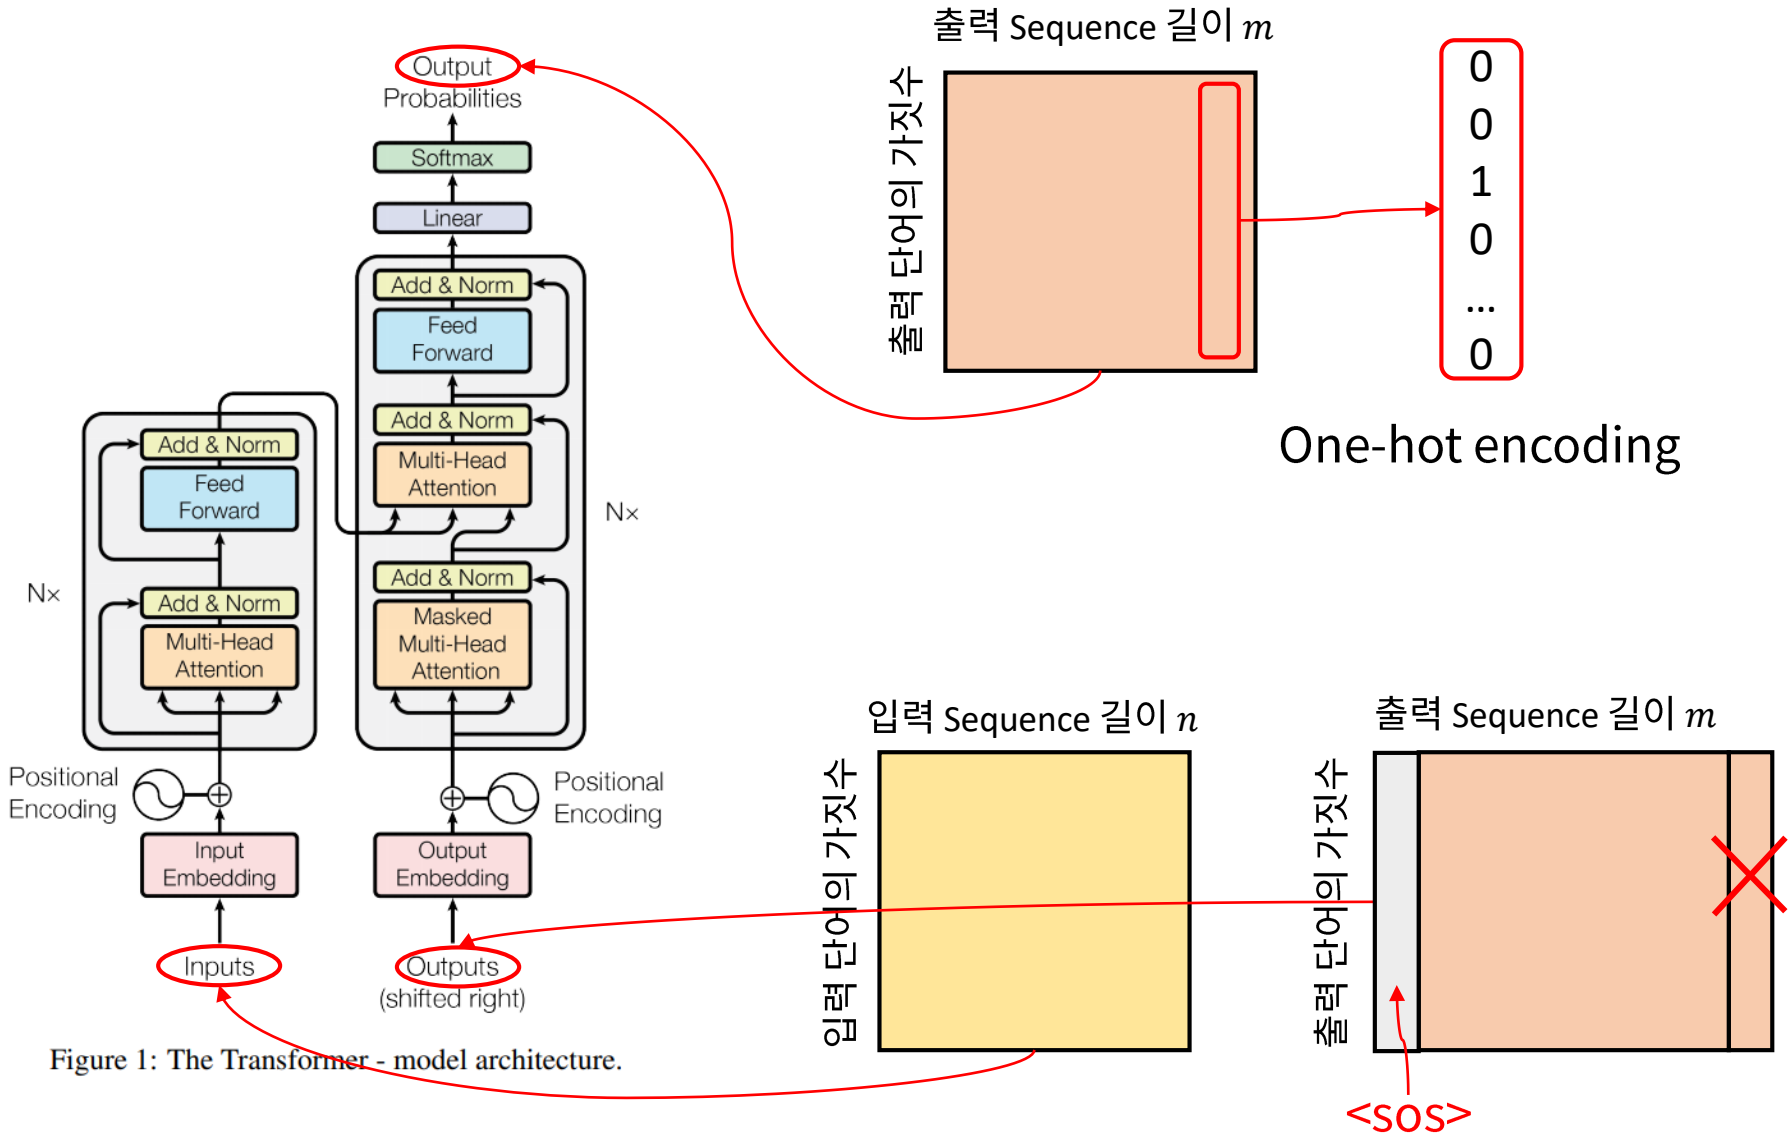 Output
Probabilities
Softmax
Linear
Add & Norm
Feed
Forward
Add & Norm
Multi-Head
Attention
Nx
Add & Norm
Masked
Multi-Head
Attention
Add & Norm
Feed
Forward
Nx
Add & Norm
Multi-Head
Attention
Positional
Encoding
Positional
Encoding
Input
Embedding
Output
Embedding
Inputs
Outputs
(shifted right)
Figure 1: The Transformer - model architecture.
출력 Sequence 길이 m
출력 단어의 가짓수
0
0
1
0
...
0
One-hot encoding
입력 Sequence 길이 n
입력 단어의 가짓수
출력 Sequence 길이 m
출력 단어의 가짓수
<sos>